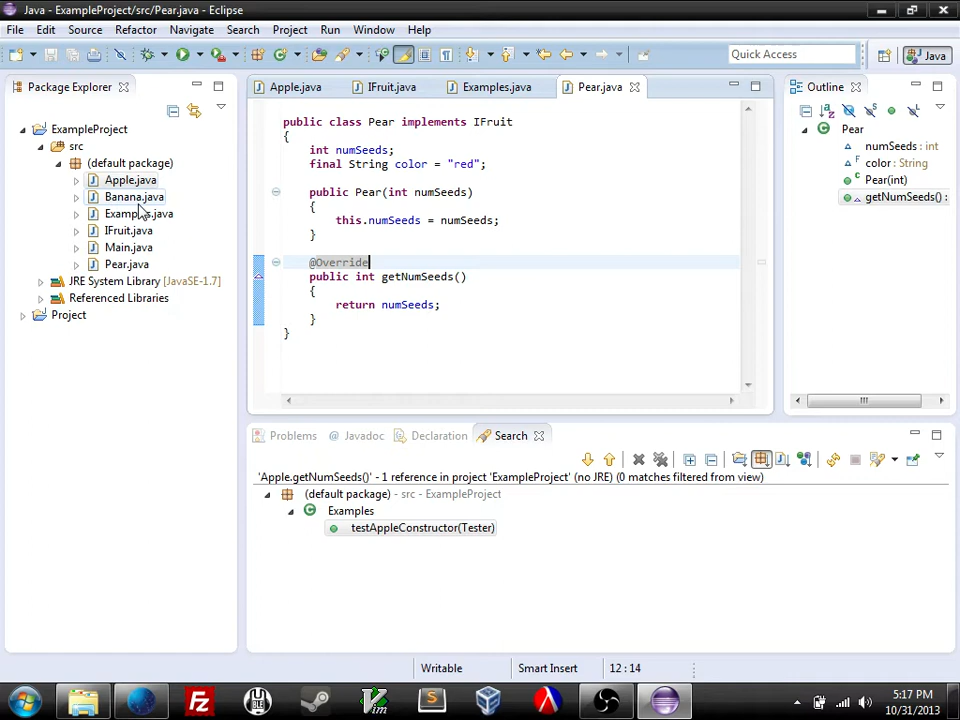 Java - ExampleProject/src/Pear.java - Eclipse
File Edit Source Refactor Navigate Search Project Run Window Help
Quick Access
Java
Package Explorer
ExampleProject
src
(default package)
Apple.java
Banana.java
Examples.java
IFruit.java
Main.java
Pear.java
JRE System Library [JavaSE-1.7]
Referenced Libraries
Project
Apple.java IFruit.java Examples.java Pear.java
public class Pear implements IFruit
{
int numSeeds;
final String color = "red";
public Pear(int numSeeds)
{
this.numSeeds = numSeeds;
}
@Override
public int getNumSeeds()
{
return numSeeds;
}
}
Outline
Pear
numSeeds : int
color : String
Pear(int)
getNumSeeds() :
Problems @ Javadoc Declaration Search
'Apple.getNumSeeds()' - 1 reference in project 'ExampleProject' (no JRE) (0 matches filtered from view)
(default package) - src - ExampleProject
Examples
testAppleConstructor(Tester)
Writable Smart Insert 12 : 14
5:17 PM
10/31/2013